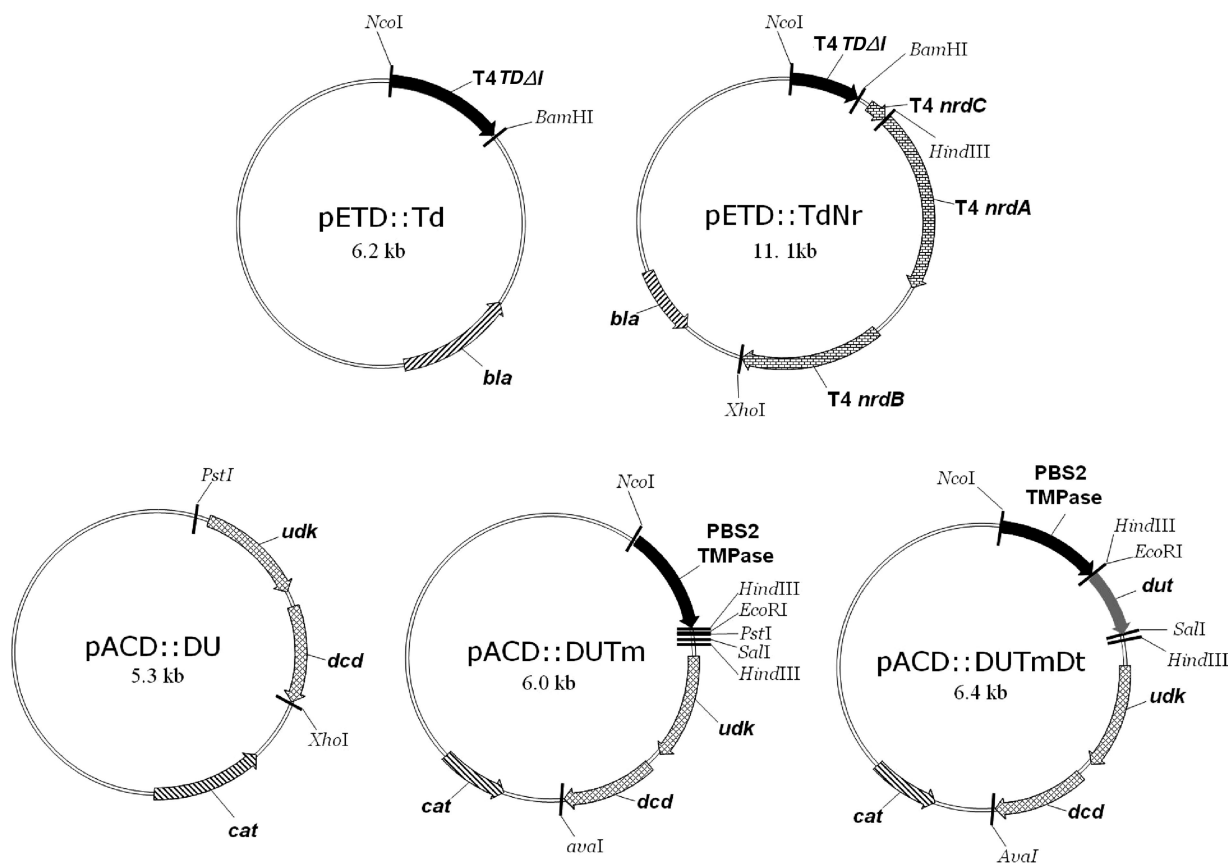 NcoI
T4 TDΔI
BamHI
pETD::Td
6.2 kb
bla
NcoI
T4 TDΔI
BamHI
T4 nrdC
HindIII
T4 nrdA
pETD::TdNr
11. 1kb
bla
XhoI
T4 nrdB
PstI
udk
pACD::DU
5.3 kb
dcd
XhoI
cat
NcoI
PBS2
TMPase
HindIII
EcoRI
PstI
SalI
HindIII
pACD::DUTm
6.0 kb
udk
cat
dcd
avaI
NcoI
PBS2
TMPase
HindIII
EcoRI
dut
SalI
HindIII
pACD::DUTmDt
6.4 kb
udk
cat
dcd
AvaI